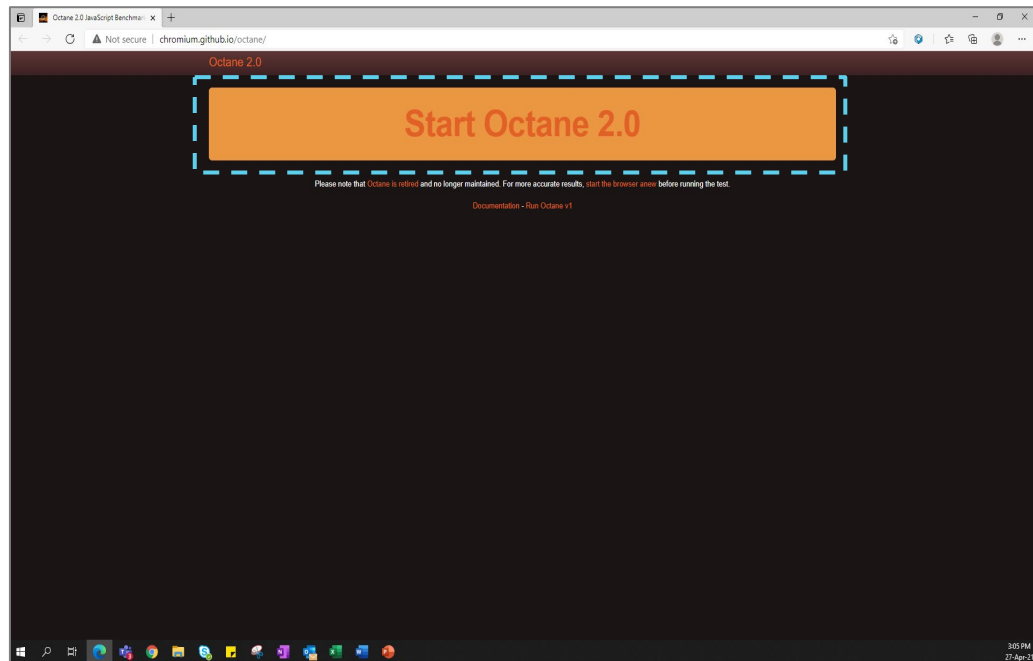 Octane 2.0 JavaScript Benchmar
Not secure | chromium.github.io/octane/
Octane 2.0
Start Octane 2.0
Please note that Octane is retired and no longer maintained. For more accurate results, start the browser anew before running the test.
Documentation - Run Octane v1
3:05 PM
27-Apr-21